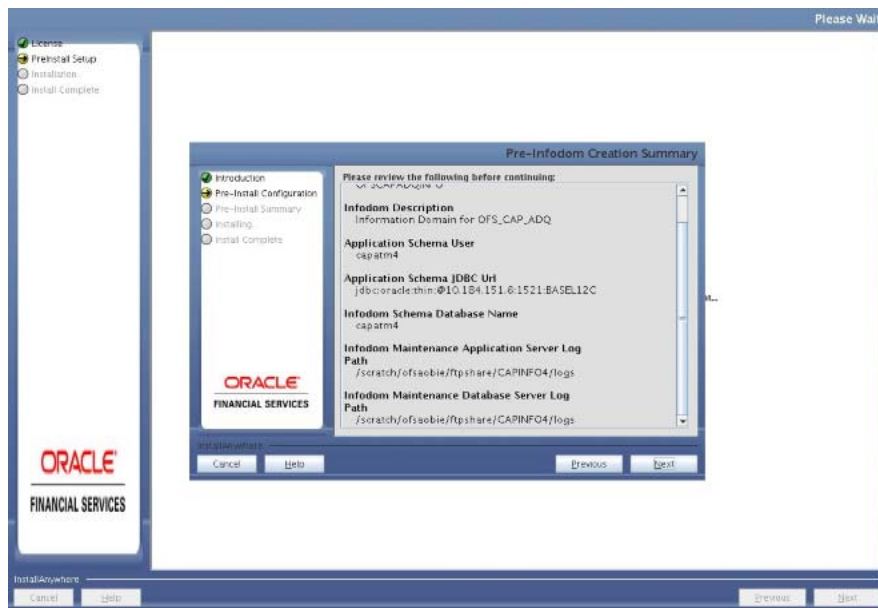 Please Wait
License
PreInstall Setup
Installation
Install Complete
Pre-Infodom Creation Summary
Introduction
Pre-Install Configuration
Pre-Install Summary
Installing...
Install Complete
Please review the following before continuing:
Infodom Description
Information Domain for OFS_CAP_ADQ
Application Schema User
capatm4
Application Schema JDBC Url
jdbc:oracle:thin:@10.184.151.6:1521:BASEL12C
Infodom Schema Database Name
capatm4
Infodom Maintenance Application Server Log
Path
/scratch/ofsaobie/ftpshare/CAPINFO4/logs
Infodom Maintenance Database Server Log
Path
/scratch/ofsaobie/ftpshare/CAPINFO4/logs
ORACLE
FINANCIAL SERVICES
InstallAnywhere
Cancel
Help
Previous
Next
ORACLE
FINANCIAL SERVICES
InstallAnywhere
Cancel
Help
Previous
Next